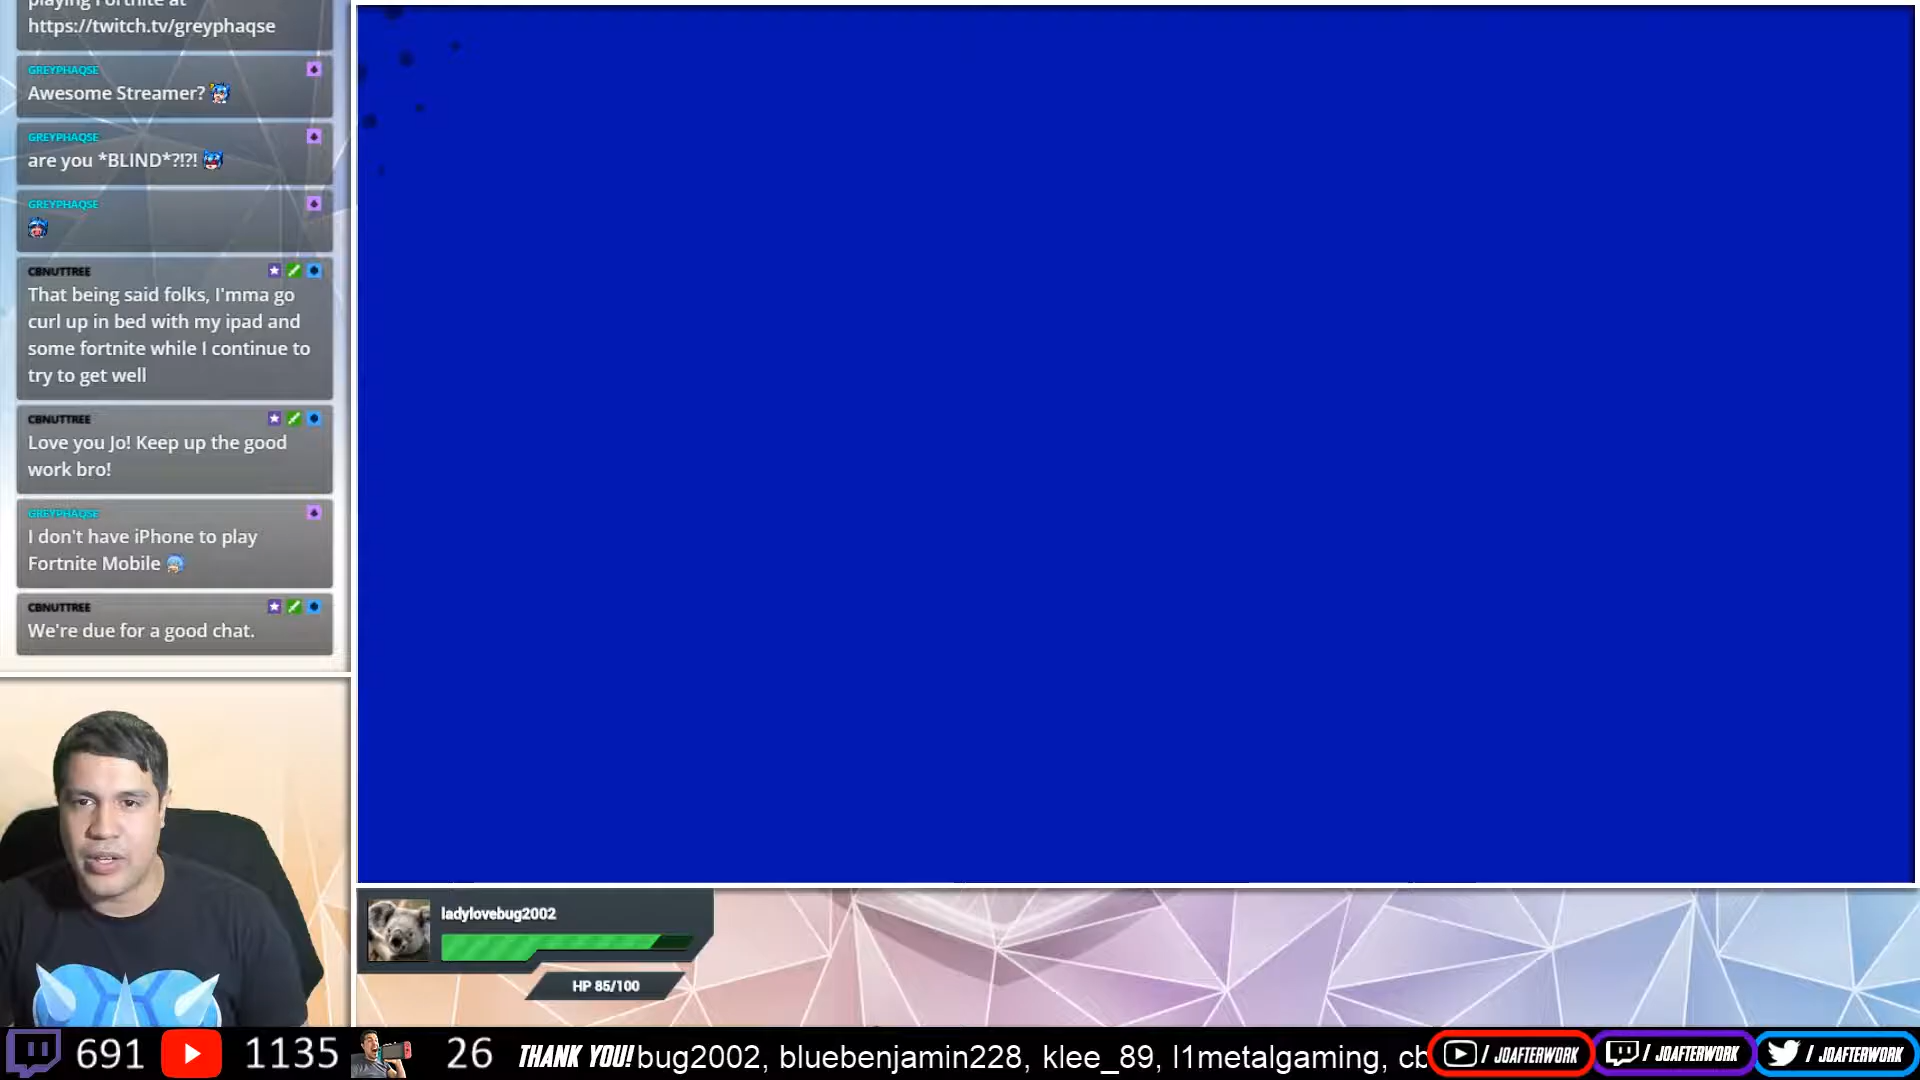 https://twitch.tv/greyphaqse
GREYPHAQSE
Awesome Streamer?
GREYPHAQSE
are you *BLIND*?!?!
GREYPHAQSE
CBNUTTREE
That being said folks, I'mma go
curl up in bed with my ipad and
some fortnite while I continue to
try to get well
CBNUTTREE
Love you Jo! Keep up the good
work bro!
GREYPHAQSE
I don't have iPhone to play
Fortnite Mobile
CBNUTTREE
We're due for a good chat.
ladylovebug2002
HP 85/100
691 1135 26 THANK YOU! bug2002, bluebenjamin228, klee_89, l1metalgaming, cb / JOAFTERWORK / JOAFTERWORK / JOAFTERWORK